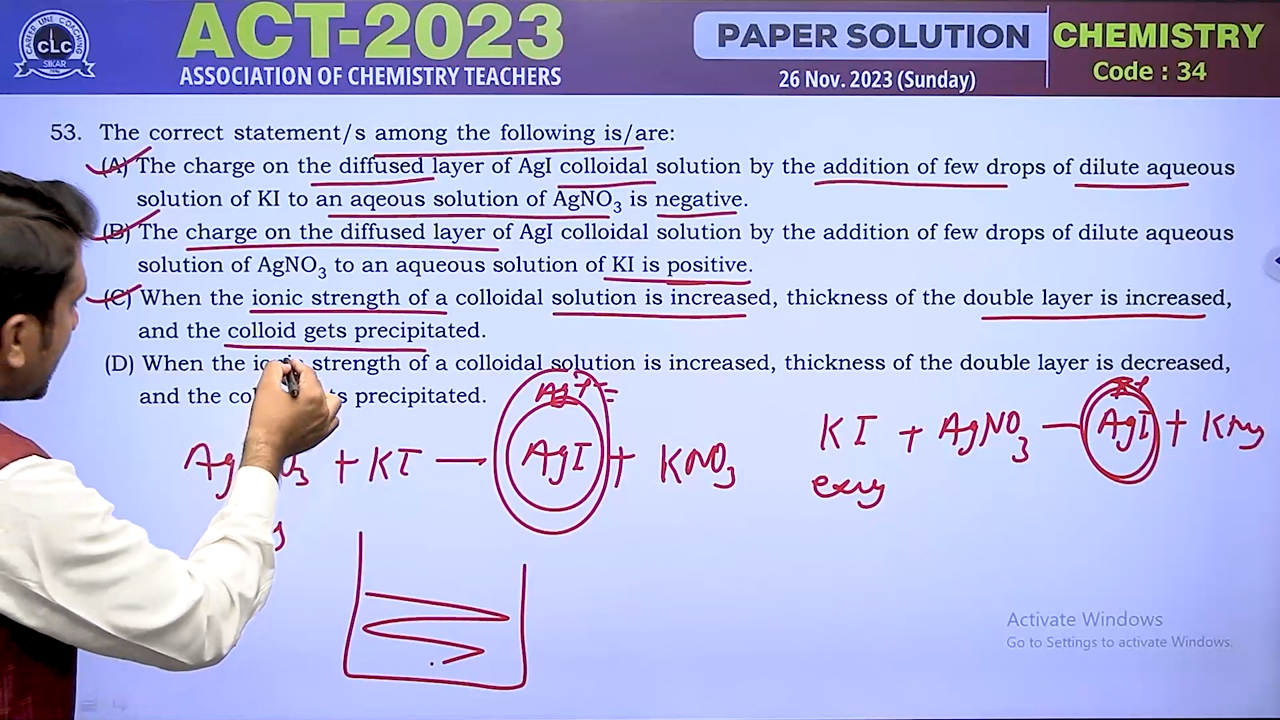 CAREER LINE COACHING
CLC
SIKAR
ACT-2023
ASSOCIATION OF CHEMISTRY TEACHERS
PAPER SOLUTION
26 Nov. 2023 (Sunday)
CHEMISTRY
Code : 34
53. The correct statement/s among the following is/are:
(A) The charge on the diffused layer of AgI colloidal solution by the addition of few drops of dilute aqueous
solution of KI to an aqeous solution of AgNO₃ is negative.
(B) The charge on the diffused layer of AgI colloidal solution by the addition of few drops of dilute aqueous
solution of AgNO₃ to an aqueous solution of KI is positive.
(C) When the ionic strength of a colloidal solution is increased, thickness of the double layer is increased,
and the colloid gets precipitated.
(D) When the ionic strength of a colloidal solution is increased, thickness of the double layer is decreased,
and the precipitated.
+ KI — AgI + KNO₃
KI + AgNO₃ — AgI +
Activate Windows
Go to Settings to activate Windows.